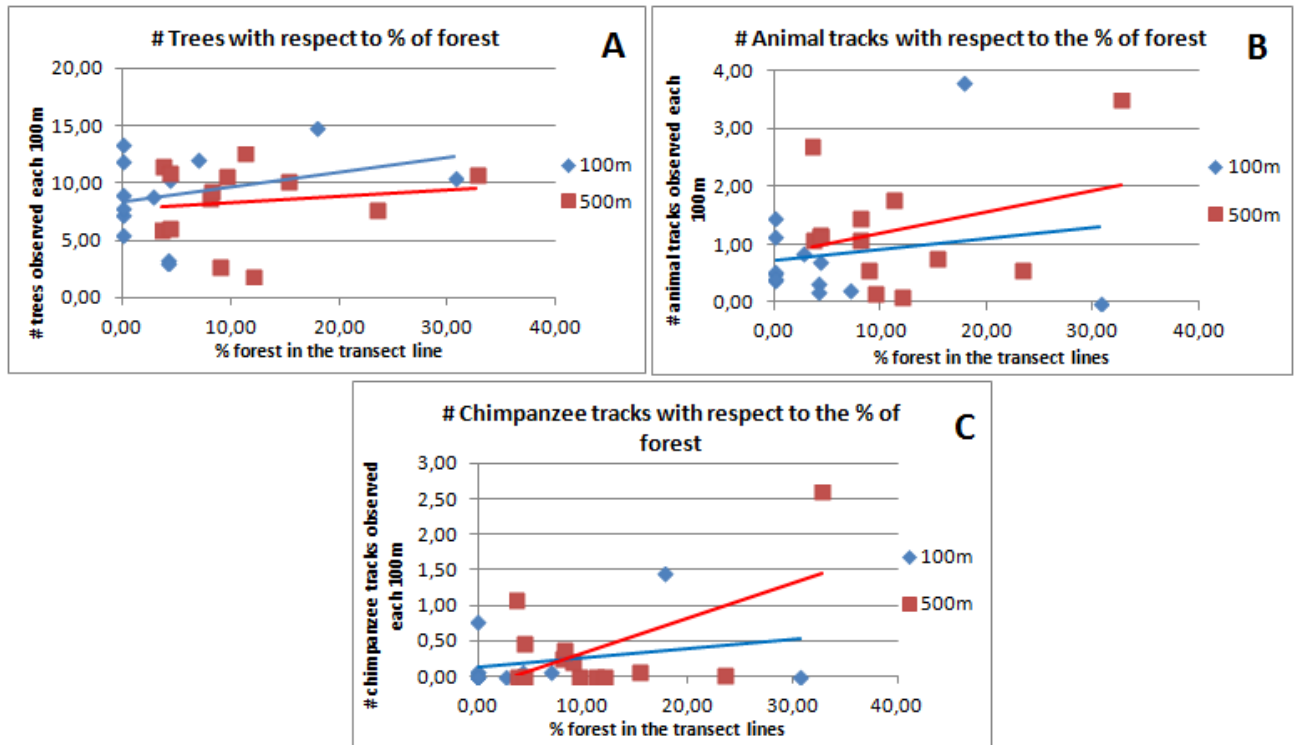 # Trees with respect to % of forest
A
# trees observed each 100m
20,00
15,00
10,00
5,00
0,00
0,00 10,00 20,00 30,00 40,00
% forest in the transect line
100m
500m
# Animal tracks with respect to the % of forest
B
#animal tracks observed each
100m
4,00
3,00
2,00
1,00
0,00
0,00 10,00 20,00 30,00 40,00
% forest in the transect lines
100m
500m
# Chimpanzee tracks with respect to the % of
forest
C
# chimpanzee tracks observed
each 100m
3,00
2,50
2,00
1,50
1,00
0,50
0,00
0,00 10,00 20,00 30,00 40,00
% forest in the transect lines
100m
500m